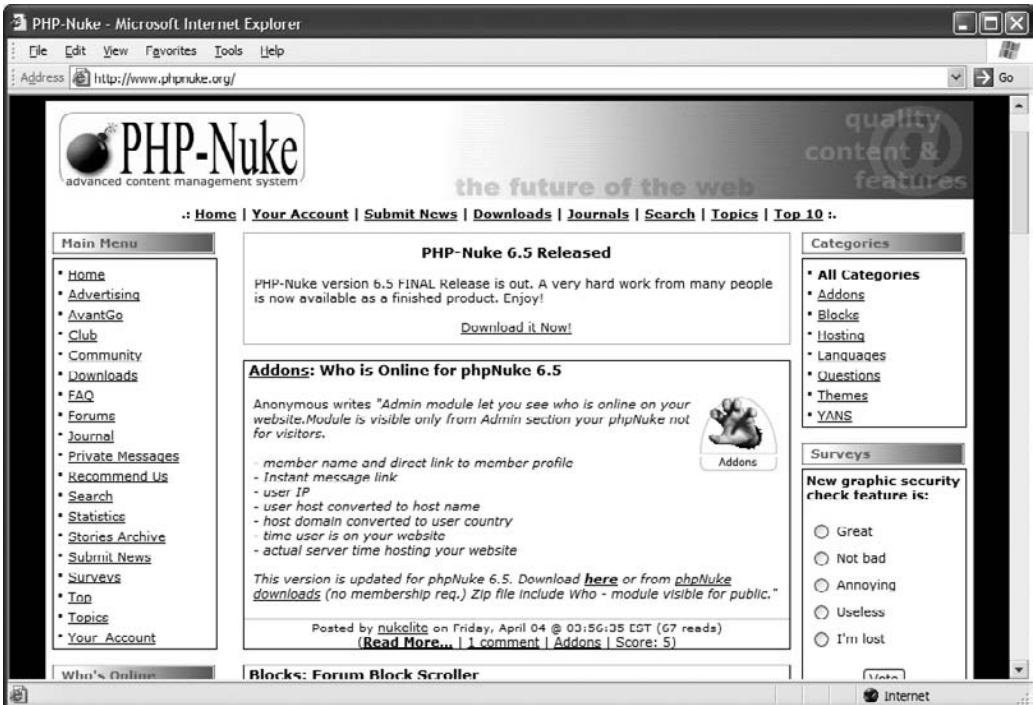 PHP-Nuke - Microsoft Internet Explorer
File Edit View Favorites Tools Help
Address http://www.phpnuke.org/ Go
PHP-Nuke
advanced content management system
the future of the web
quality
content &
features
.: Home | Your Account | Submit News | Downloads | Journals | Search | Topics | Top 10 :.
Main Menu
Home
Advertising
AvantGo
Club
Community
Downloads
FAQ
Forums
Journal
Private Messages
Recommend Us
Search
Statistics
Stories Archive
Submit News
Surveys
Top
Topics
Your Account
Who's Online
PHP-Nuke 6.5 Released
PHP-Nuke version 6.5 FINAL Release is out. A very hard work from many people
is now available as a finished product. Enjoy!
Download it Now!
Addons: Who is Online for phpNuke 6.5
Anonymous writes "Admin module let you see who is online on your
website.Module is visible only from Admin section your phpNuke not
for visitors.
- member name and direct link to member profile
- Instant message link
- user IP
- user host converted to host name
- host domain converted to user country
- time user is on your website
- actual server time hosting your website
This version is updated for phpNuke 6.5. Download here or from phpNuke
downloads (no membership req.) Zip file include Who - module visible for public."
Addons
Posted by nukelite on Friday, April 04 @ 03:56:35 EST (67 reads)
(Read More... | 1 comment | Addons | Score: 5)
Blocks: Forum Block Scroller
Categories
All Categories
Addons
Blocks
Hosting
Languages
Questions
Themes
YANS
Surveys
New graphic security
check feature is:
Great
Not bad
Annoying
Useless
I'm lost
Vote
Internet